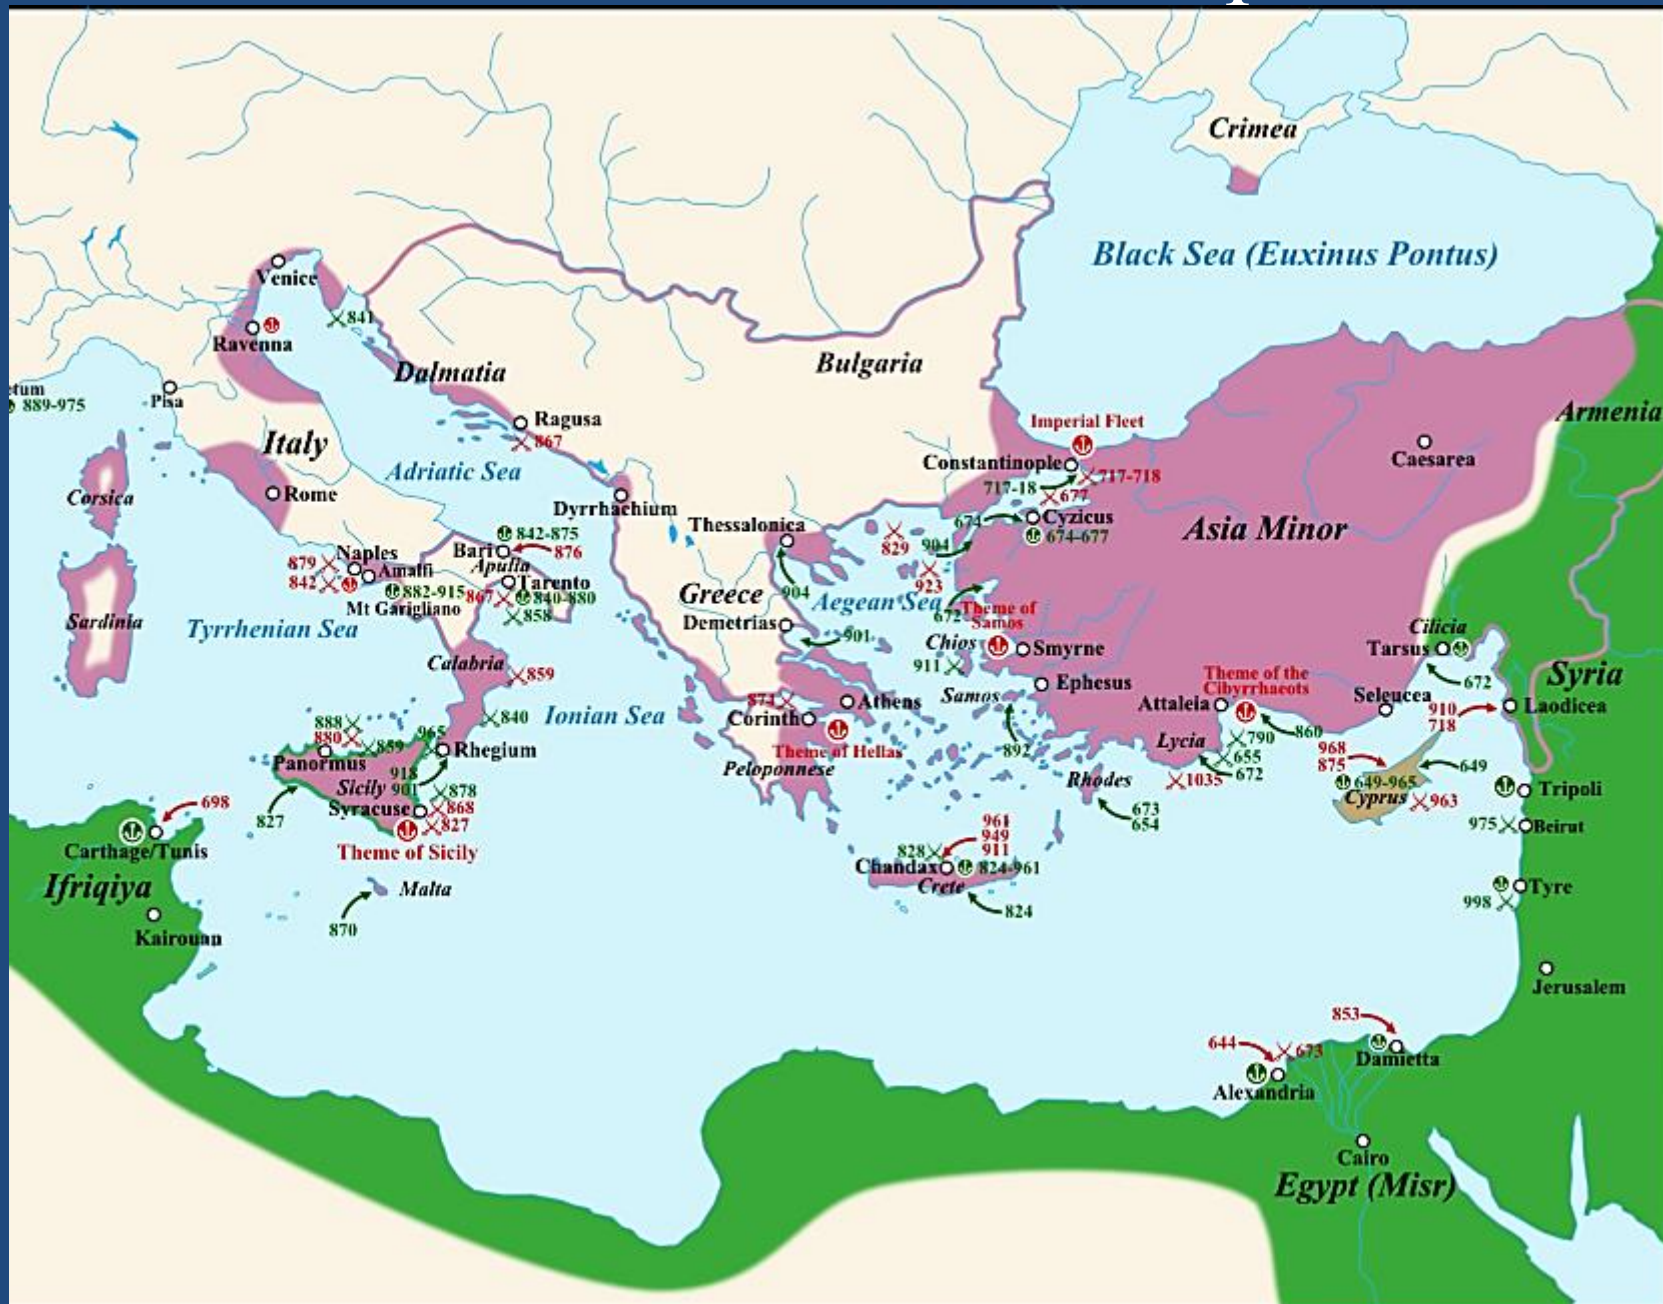 Crimea
Black Sea (Euxinus Pontus)
Venice
841
Ravenna
Bulgaria
Dalmatia
etum
889-975
Pisa
Armenia
Ragusa
867
Imperial Fleet
Italy
Constantinople
717-718
717-18
677
Caesarea
Adriatic Sea
Corsica
Rome
Dyrrhachium
Thessalonica
674
Cyzicus
674-677
Asia Minor
829
904
842-875
Bari
876
Apulia
879
Naples
Amalfi
842
882-915
Mt Garigliano
Tarento
867
840-880
858
923
904
Greece
Aegean Sea
672
Theme of
Samos
Sardinia
Tyrrhenian Sea
Demetrias
901
Chios
911
Smyrne
Cilicia
Tarsus
672
Calabria
859
Samos
Ephesus
Theme of the
Cibyrrhaeots
Syria
874
Athens
Attaleia
Seleucea
910
718
Laodicea
888
880
859
840
Ionian Sea
Corinth
Theme of Hellas
892
Lycia
790
655
672
860
968
875
649
965
Rhegium
Panormus
Sicily
918
901
Peloponnese
Rhodes
1035
649-965
Cyprus
963
Tripoli
698
827
Syracuse
878
868
827
673
654
975
Beirut
Carthage/Tunis
Theme of Sicily
961
949
911
828
Chandax
824-961
Crete
824
Ifriqiya
Malta
870
Tyre
998
Kairouan
Jerusalem
853
644
673
Damietta
Alexandria
Cairo
Egypt (Misr)